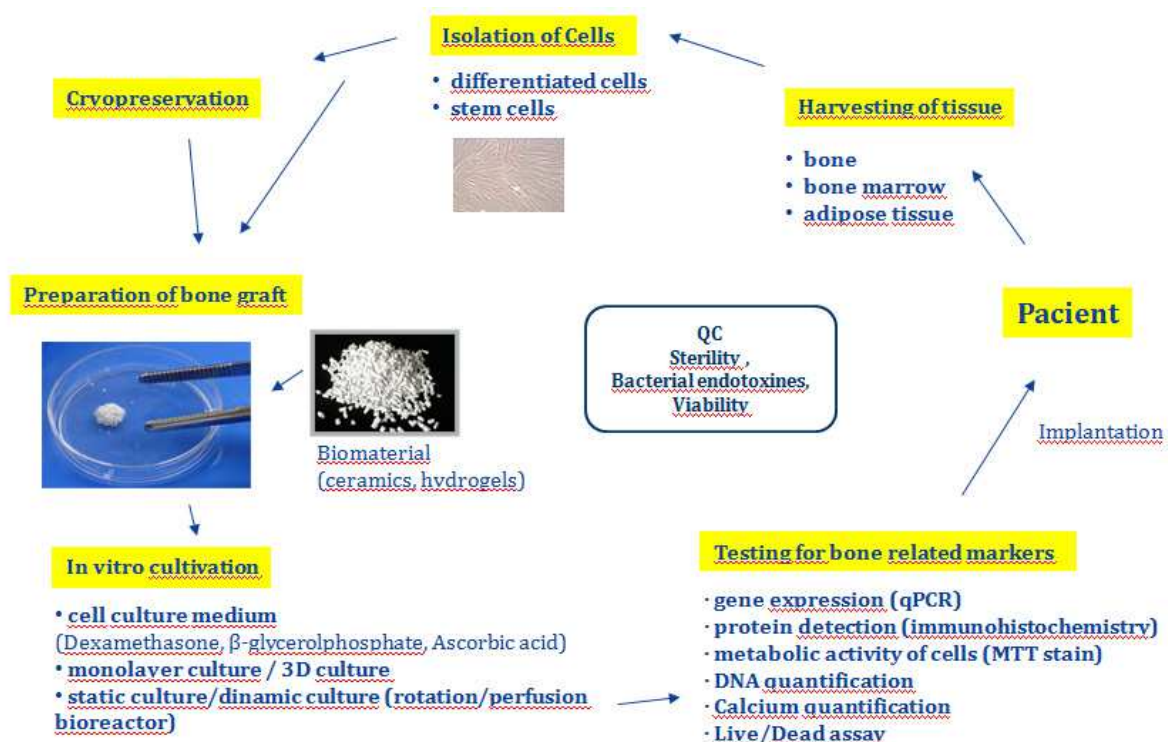 Isolation of Cells
• differentiated cells
• stem cells
Cryopreservation
Harvesting of tissue
• bone
• bone marrow
• adipose tissue
Preparation of bone graft
Biomaterial
(ceramics, hydrogels)
QC
Sterility ,
Bacterial endotoxines,
Viability
Pacient
Implantation
In vitro cultivation
• cell culture medium
(Dexamethasone, β-glycerolphosphate, Ascorbic acid)
• monolayer culture / 3D culture
• static culture/dinamic culture (rotation/perfusion
bioreactor)
Testing for bone related markers
· gene expression (qPCR)
· protein detection (immunohistochemistry)
· metabolic activity of cells (MTT stain)
· DNA quantification
· Calcium quantification
· Live/Dead assay